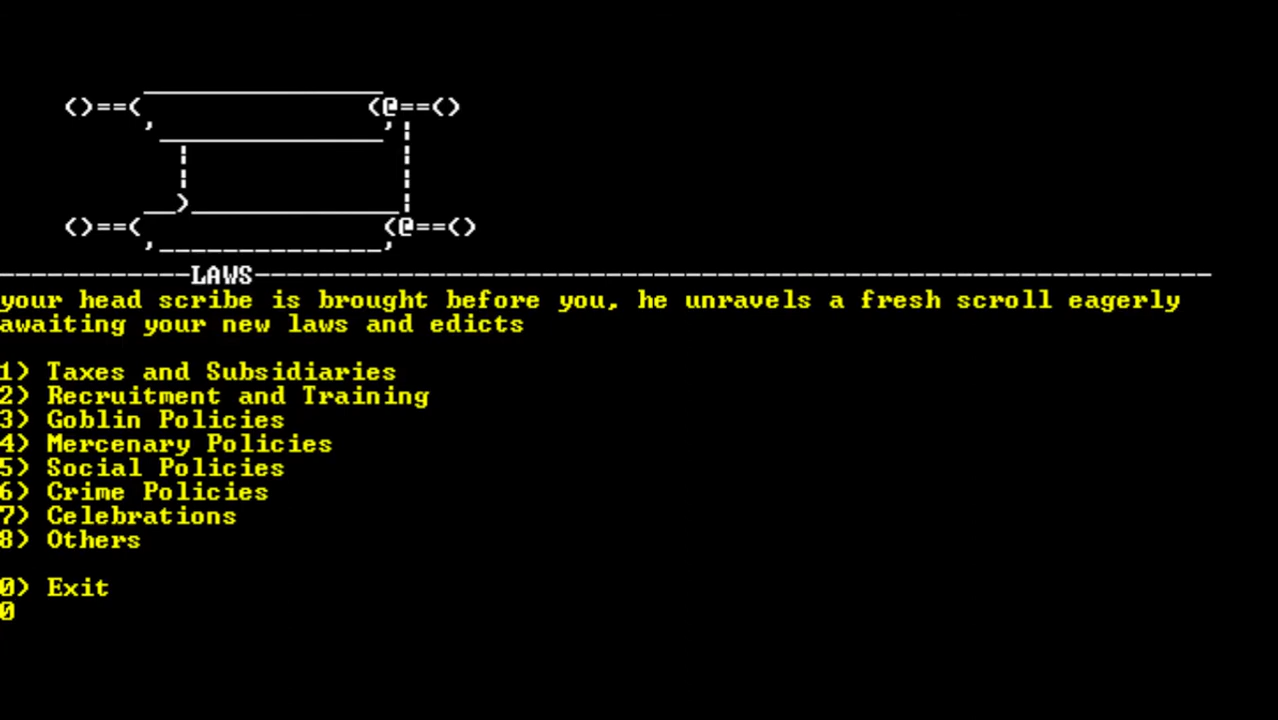 LAWS
your head scribe is brought before you, he unravels a fresh scroll eagerly
awaiting your new laws and edicts
1) Taxes and Subsidiaries
2) Recruitment and Training
3) Goblin Policies
4) Mercenary Policies
5) Social Policies
6) Crime Policies
7) Celebrations
8) Others
0) Exit
0